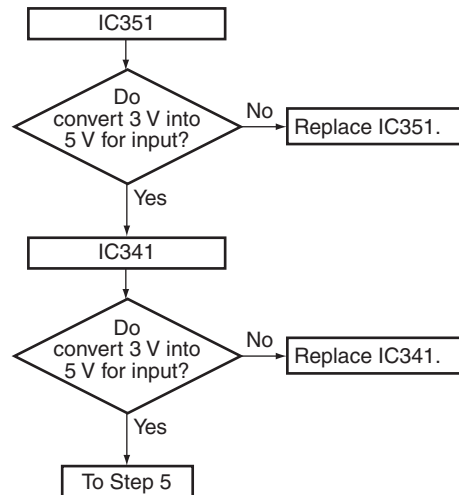 IC351
Do
convert 3 V into
5 V for input?
No
Replace IC351.
Yes
IC341
Do
convert 3 V into
5 V for input?
No
Replace IC341.
Yes
To Step 5